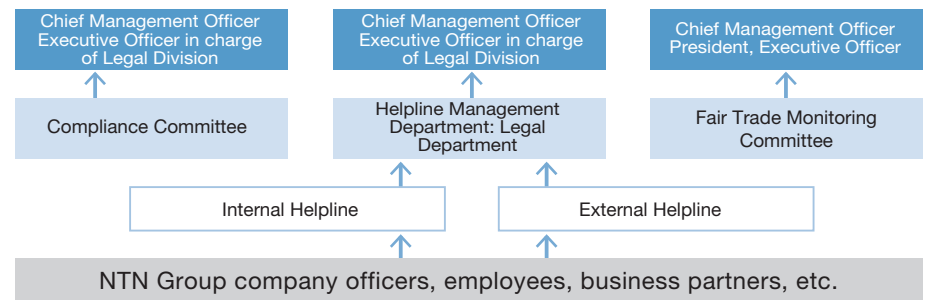 Chief Management Officer
Executive Officer in charge
of Legal Division
Chief Management Officer
Executive Officer in charge
of Legal Division
Chief Management Officer
President, Executive Officer
Compliance Committee
Helpline Management
Department: Legal
Department
Fair Trade Monitoring
Committee
Internal Helpline
External Helpline
NTN Group company officers, employees, business partners, etc.